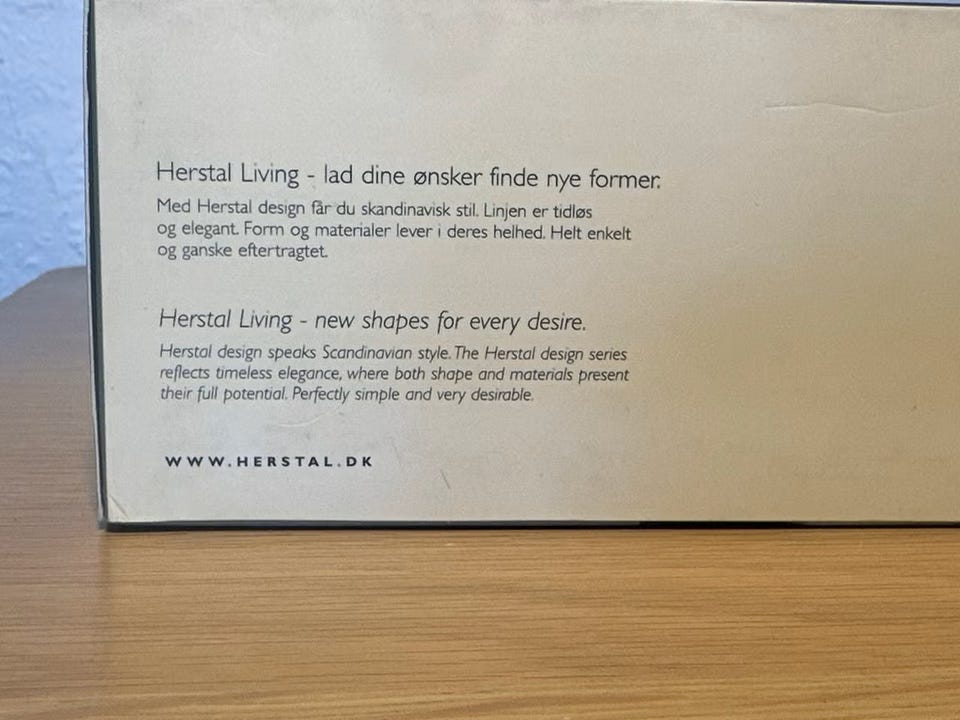 Herstal Living - lad dine ønsker finde nye former.
Med Herstal design får du skandinavisk stil. Linjen er tidløs
og elegant. Form og materialer lever i deres helhed. Helt enkelt
og ganske eftertragtet.
Herstal Living - new shapes for every desire.
Herstal design speaks Scandinavian style. The Herstal design series
reflects timeless elegance, where both shape and materials present
their full potential. Perfectly simple and very desirable.
WWW.HERSTAL.DK